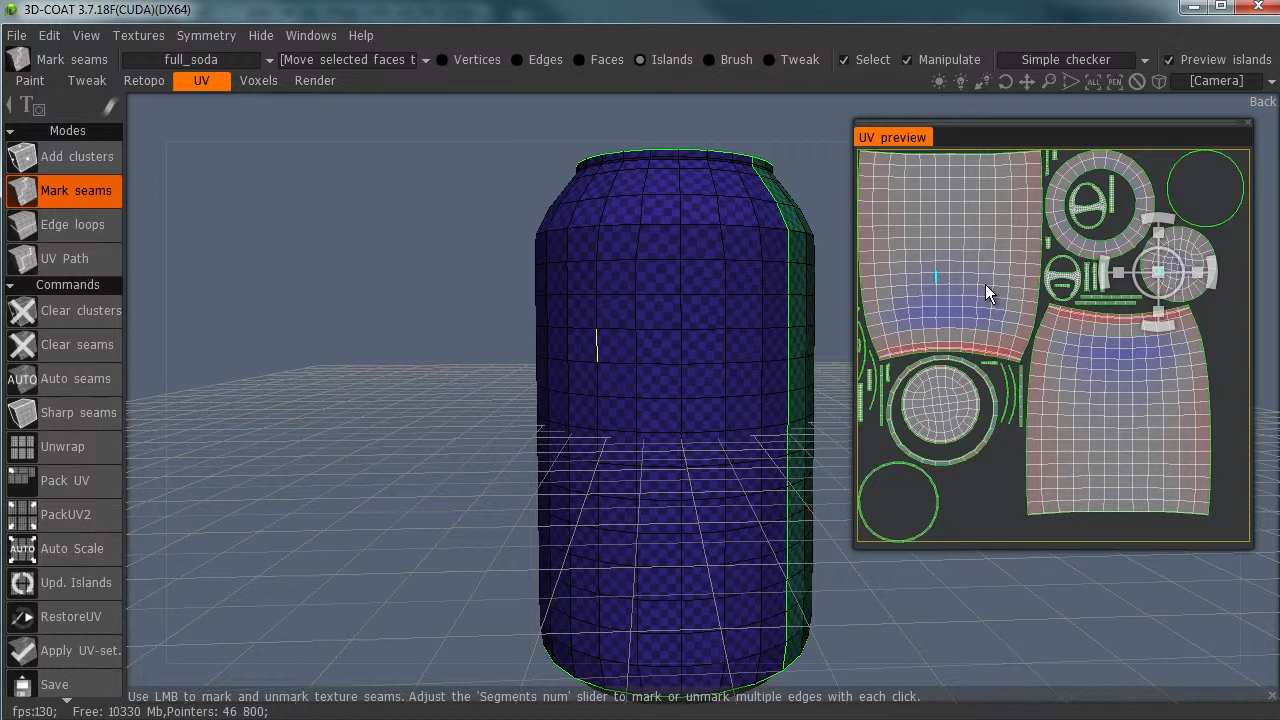 3D-COAT 3.7.18F(CUDA)(DX64)
File Edit View Textures Symmetry Hide Windows Help
Mark seams full_soda [Move selected faces t Vertices Edges Faces Islands Brush Tweak Select Manipulate Simple checker Preview islands
Paint Tweak Retopo UV Voxels Render ALL PEN [Camera]
Back
Modes
UV preview
Add clusters
Mark seams
Edge loops
UV Path
Commands
Clear clusters
Clear seams
AUTO Auto seams
Sharp seams
Unwrap
Pack UV
PackUV2
AUTO Auto Scale
Upd. Islands
RestoreUV
Apply UV-set.
Save
Use LMB to mark and unmark texture seams. Adjust the 'Segments num' slider to mark or unmark multiple edges with each click.
fps:130; Free: 10330 Mb,Pointers: 46 800;